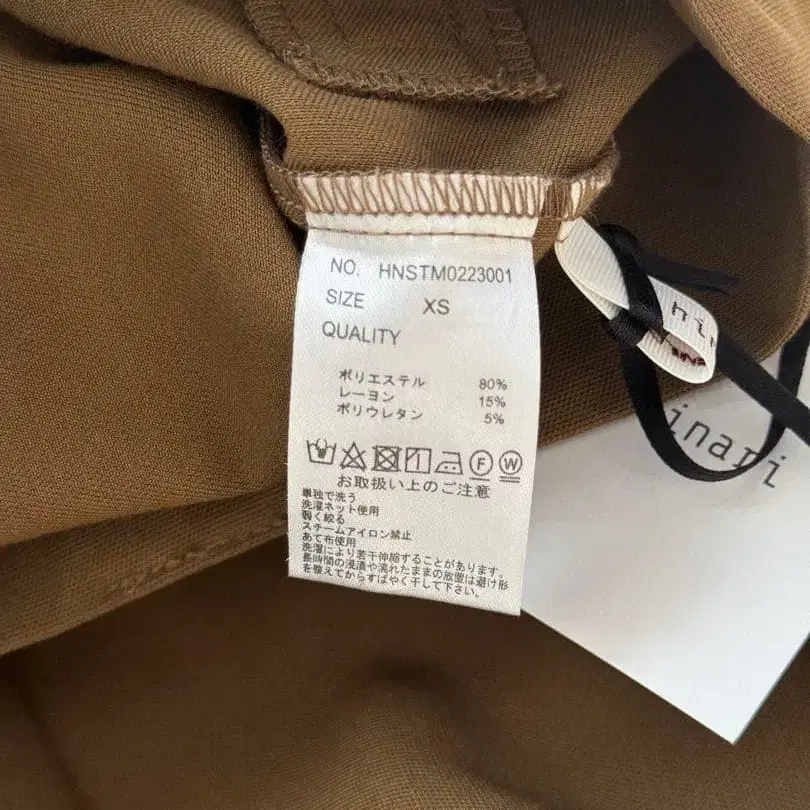 NO. HNSTM0223001
SIZE XS
QUALITY
ポリエステル 80%
レーヨン 15%
ポリウレタン 5%
F W
お取扱い上のご注意
単独で洗う
洗濯ネット使用
弱く絞る
スチームアイロン禁止
あて布使用
洗濯により若干伸縮することがあります。
長時間の浸漬や濡れたままの放置は避け形
を整えてからすばやく干して下さい。
inari